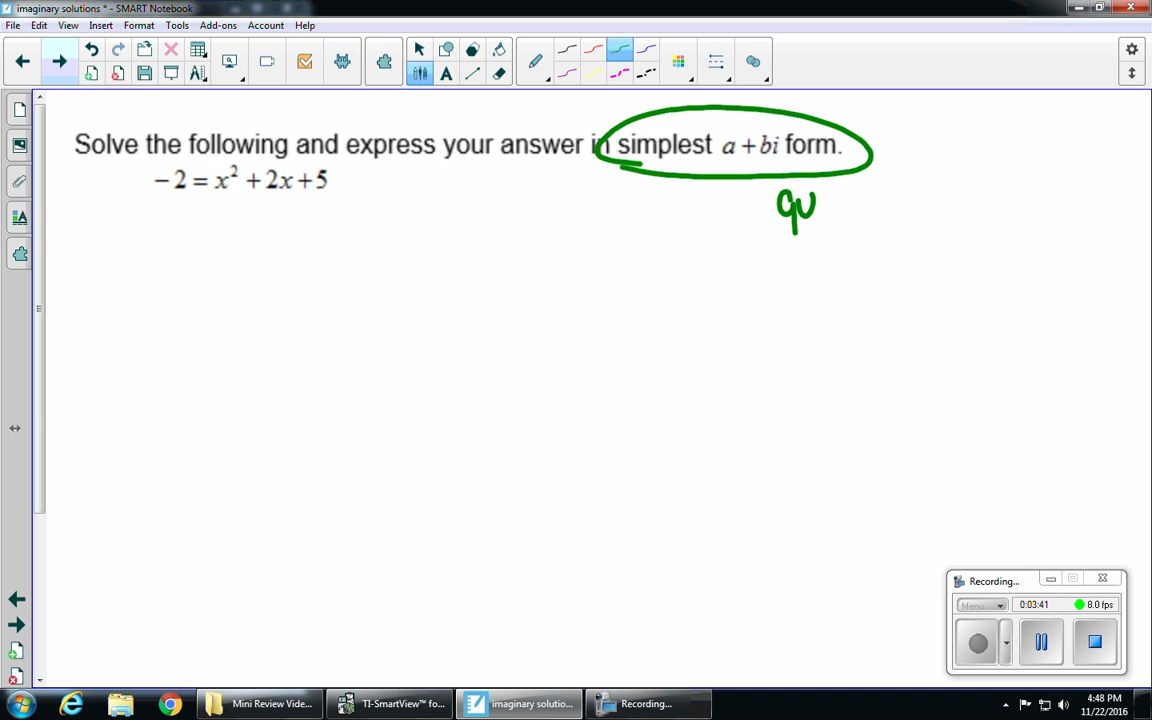 imaginary solutions * - SMART Notebook
File Edit View Insert Format Tools Add-ons Account Help
Solve the following and express your answer in simplest a + bi form.
− 2 = x² + 2x + 5
qu
Recording...
Menu 0:03:41 8.0 fps
Mini Review Vide... TI-SmartView™ fo... imaginary solutio... Recording... 4:48 PM
11/22/2016